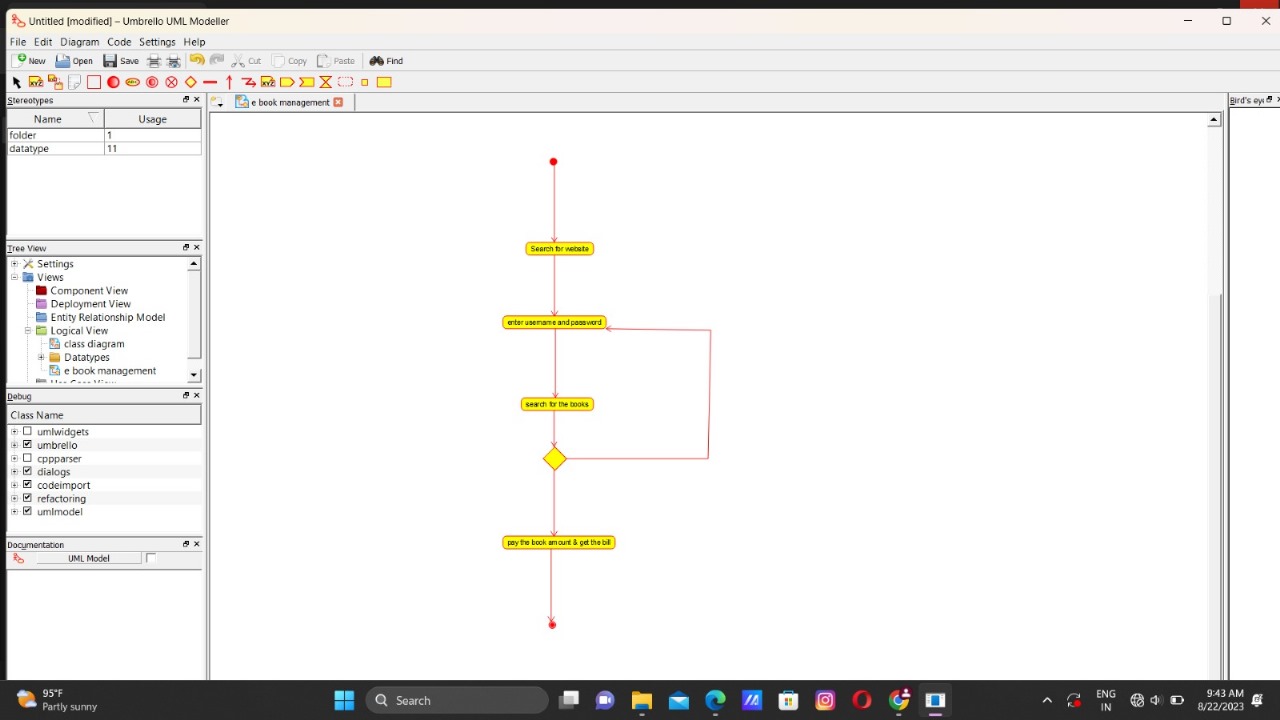 Untitled [modified] – Umbrello UML Modeller
File Edit Diagram Code Settings Help
New Open Save Cut Copy Paste Find
Stereotypes
Name Usage
folder 1
datatype 11
Tree View
Settings
Views
Component View
Deployment View
Entity Relationship Model
Logical View
class diagram
Datatypes
e book management
Debug
Class Name
umlwidgets
umbrello
cppparser
dialogs
codeimport
refactoring
umlmodel
Documentation
UML Model
e book management
Search for website
enter username and password
search for the books
pay the book amount & get the bill
Bird's ey
95°F
Partly sunny
Search
ENG
IN
9:43 AM
8/22/2023